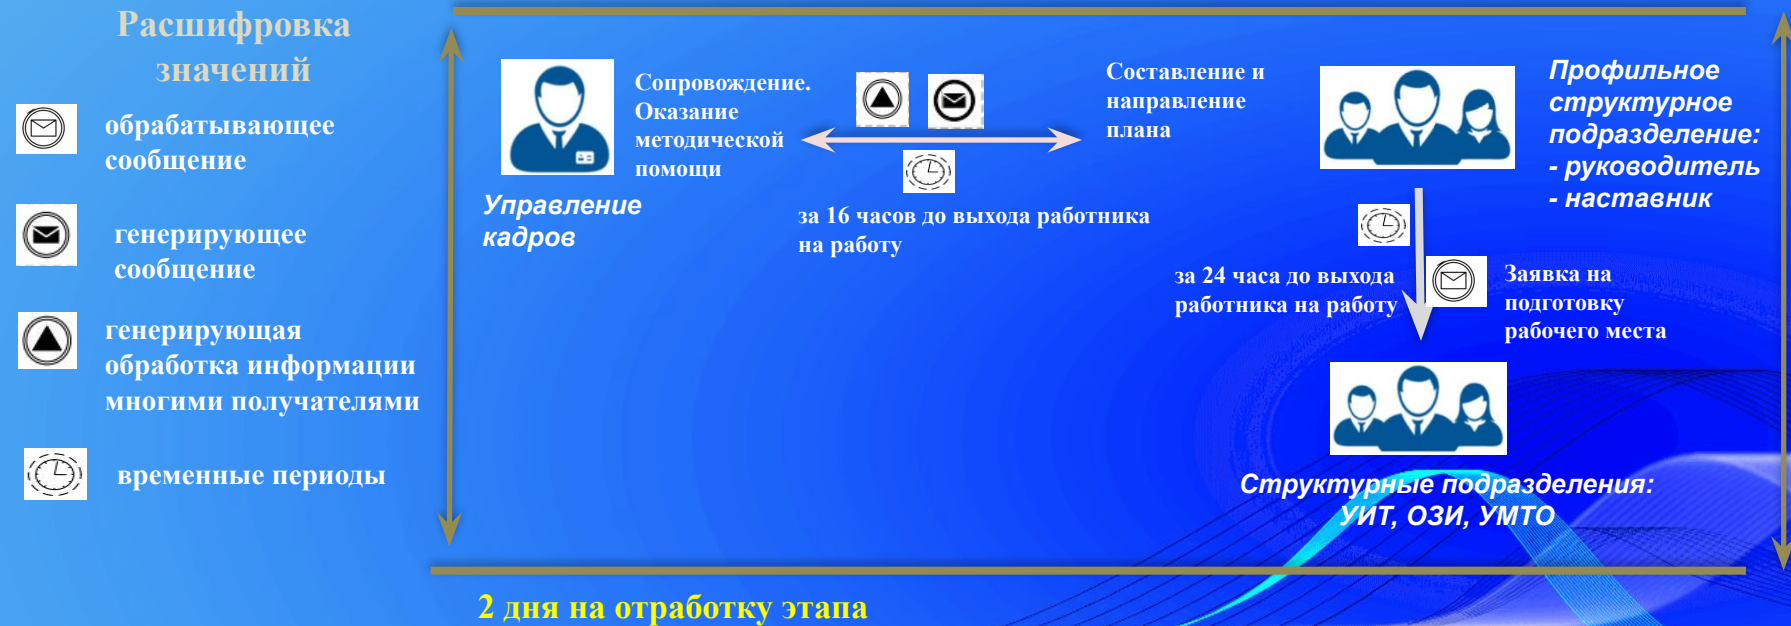 Расшифровка
значений
обрабатывающее
сообщение
генерирующее
сообщение
генерирующая
обработка информации
многими получателями
временные периоды
Управление
кадров
Сопровождение.
Оказание
методической
помощи
за 16 часов до выхода работника
на работу
Составление и
направление
плана
Профильное
структурное
подразделение:
- руководитель
- наставник
за 24 часа до выхода
работника на работу
Заявка на
подготовку
рабочего места
Структурные подразделения:
УИТ, ОЗИ, УМТО
2 дня на отработку этапа